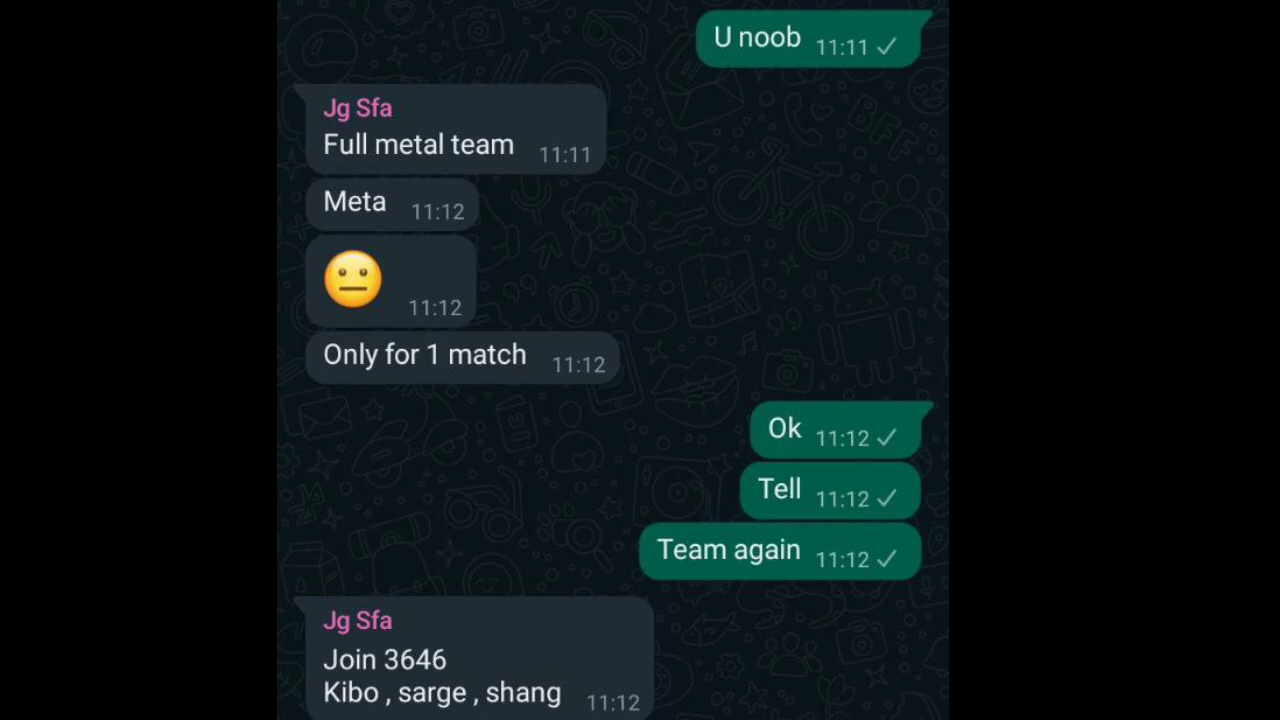 U noob 11:11
Jg Sfa
Full metal team 11:11
Meta 11:12
11:12
Only for 1 match 11:12
Ok 11:12
Tell 11:12
Team again 11:12
Jg Sfa
Join 3646
Kibo , sarge , shang 11:12